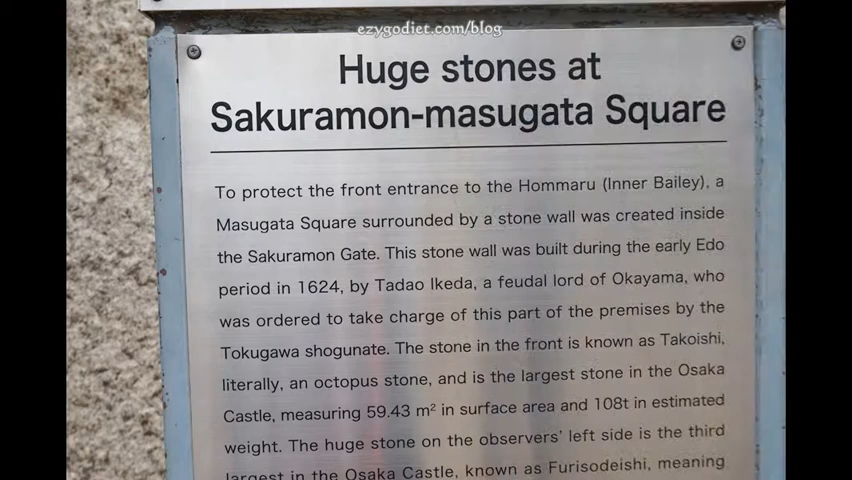 ezygodiet.com/blog
Huge stones at
Sakuramon-masugata Square
To protect the front entrance to the Hommaru (Inner Bailey), a
Masugata Square surrounded by a stone wall was created inside
the Sakuramon Gate. This stone wall was built during the early Edo
period in 1624, by Tadao Ikeda, a feudal lord of Okayama, who
was ordered to take charge of this part of the premises by the
Tokugawa shogunate. The stone in the front is known as Takoishi,
literally, an octopus stone, and is the largest stone in the Osaka
Castle, measuring 59.43 m² in surface area and 108t in estimated
weight. The huge stone on the observers' left side is the third
largest in the Osaka Castle, known as Furisodeishi, meaning